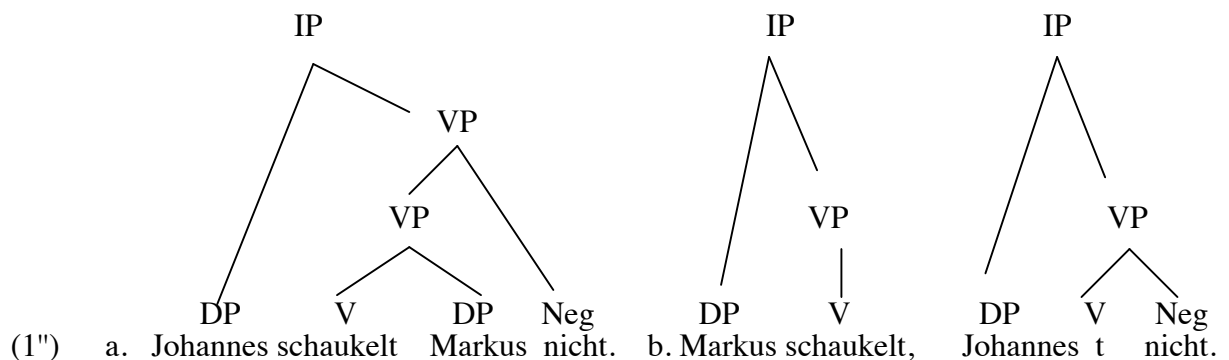 IP IP IP
VP
VP VP VP
DP V DP Neg DP V DP V Neg
(1") a. Johannes schaukelt Markus nicht. b. Markus schaukelt, Johannes t nicht.